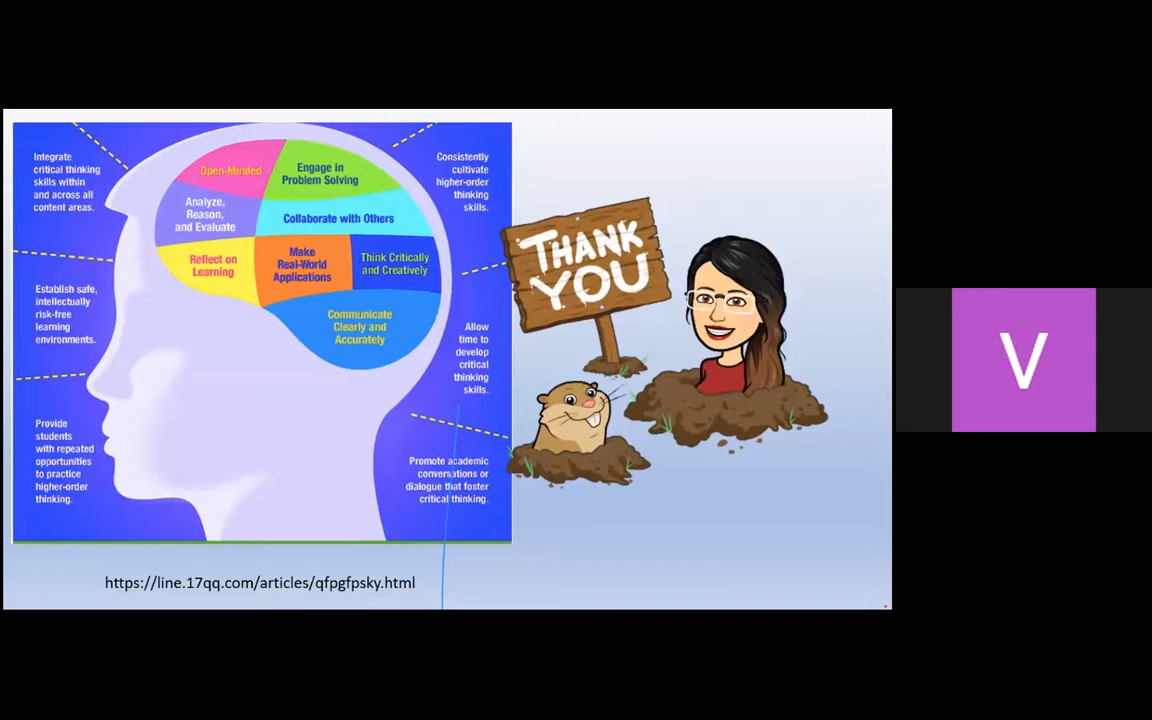 Integrate
critical thinking
skills within
and across all
content areas.
Establish safe,
intellectually
risk-free
learning
environments.
Provide
students
with repeated
opportunities
to practice
higher-order
thinking.
Open-Minded
Engage in
Problem Solving
Analyze,
Reason,
and Evaluate
Collaborate with Others
Reflect on
Learning
Make
Real-World
Applications
Think Critically
and Creatively
Communicate
Clearly and
Accurately
Consistently
cultivate
higher-order
thinking
skills.
Allow
time to
develop
critical
thinking
skills.
Promote academic
conversations or
dialogue that foster
critical thinking.
THANK
YOU
https://line.17qq.com/articles/qfpgfpsky.html
V